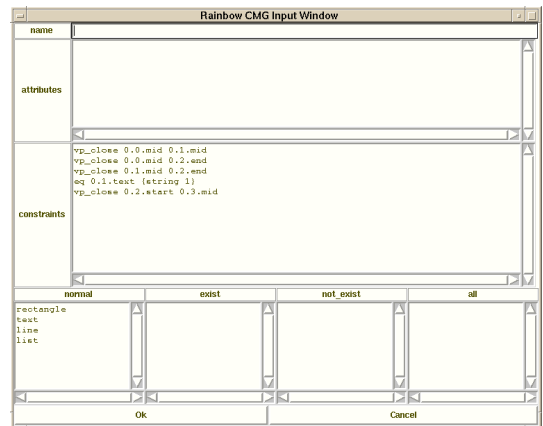 Rainbow CMG Input Window
name
attributes
constraints
vp_close 0.0.mid 0.1.mid
vp_close 0.0.mid 0.2.end
vp_close 0.1.mid 0.2.end
eq 0.1.text {string 1}
vp_close 0.2.start 0.3.mid
normal exist not_exist all
rectangle
text
line
list
Ok Cancel